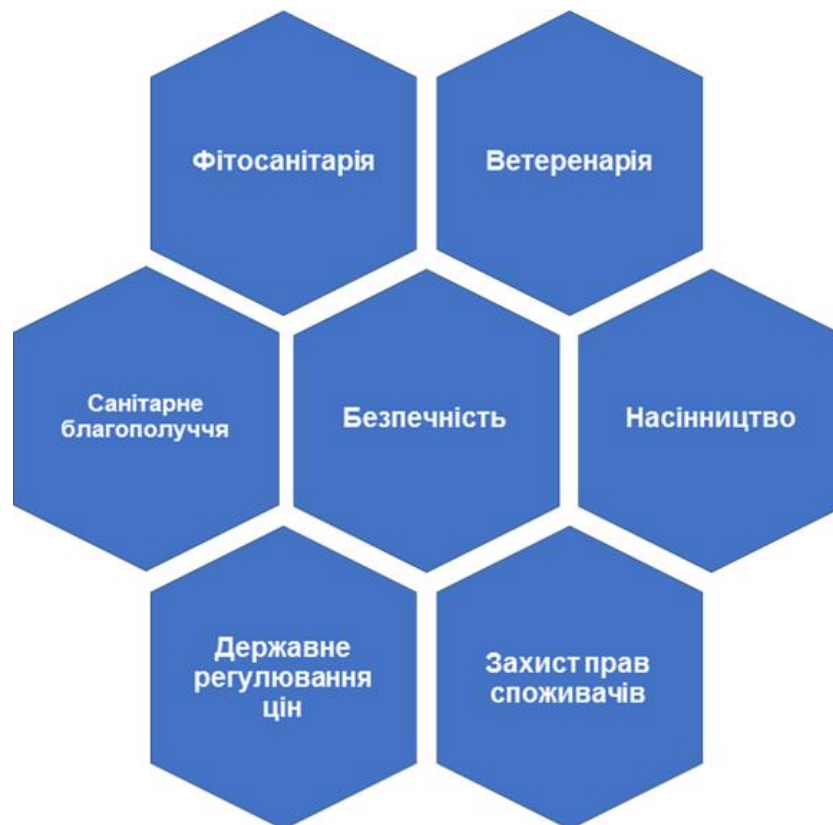 Фітосанітарія
Ветеренарія
Санітарне
благополуччя
Безпечність
Насінництво
Державне
регулювання
цін
Захист прав
споживачів